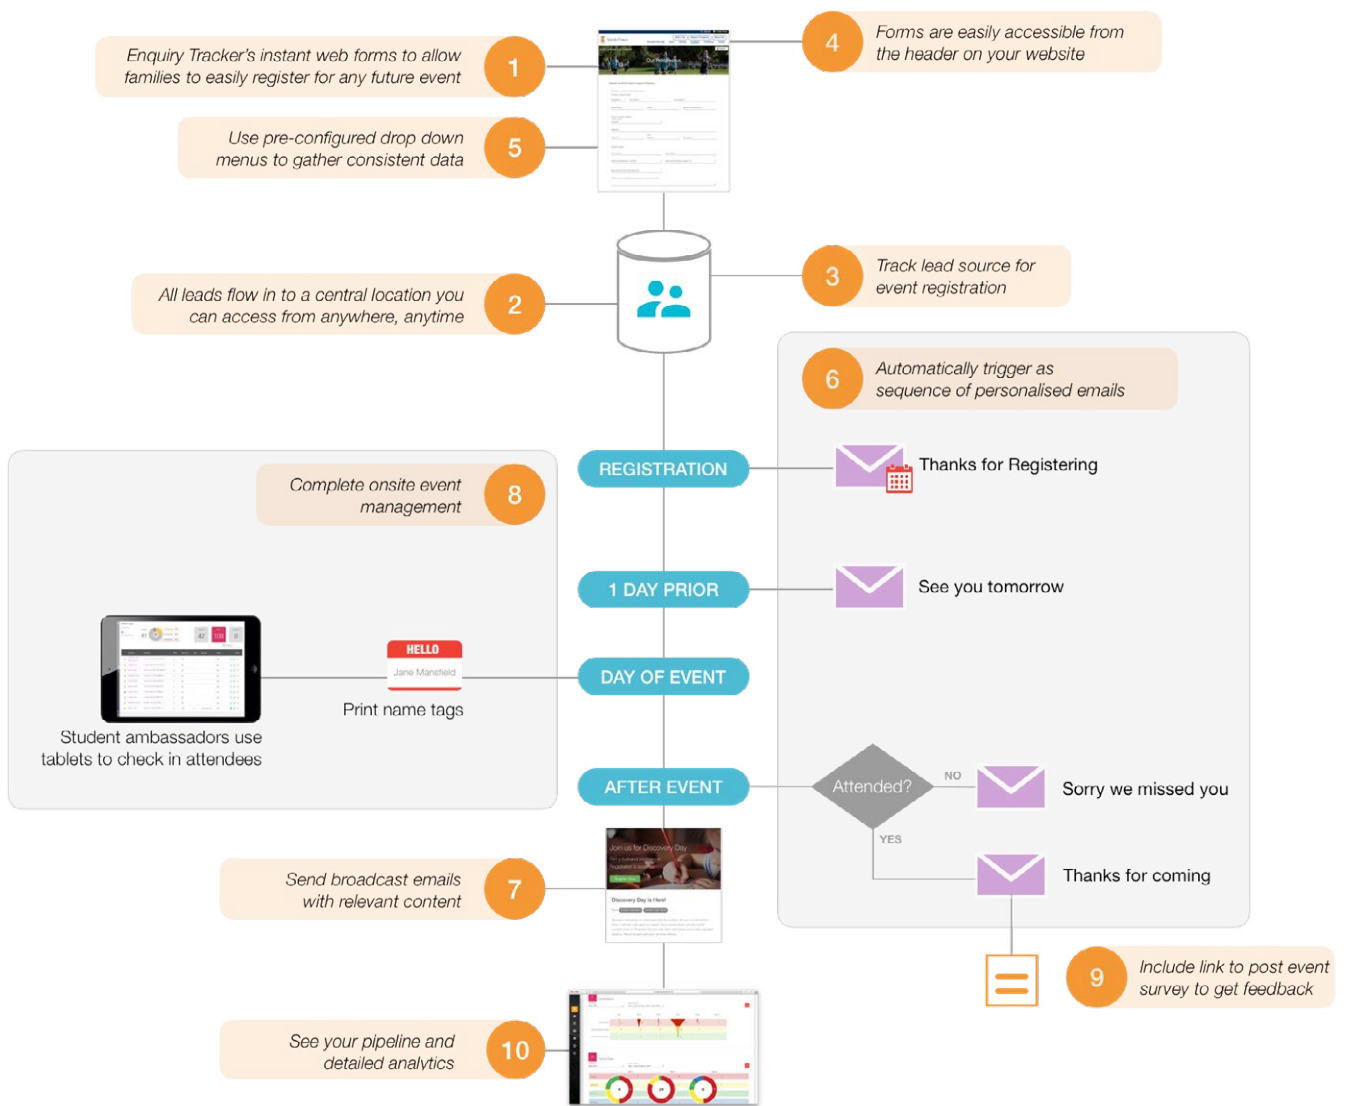 Enquiry Tracker's instant web forms to allow
families to easily register for any future event
1
4
Forms are easily accessible from
the header on your website
Use pre-configured drop down
menus to gather consistent data
5
All leads flow in to a central location you
can access from anywhere, anytime
2
3
Track lead source for
event registration
6
Automatically trigger as
sequence of personalised emails
REGISTRATION
Thanks for Registering
Complete onsite event
management
8
1 DAY PRIOR
See you tomorrow
HELLO
Jane Mansfield
DAY OF EVENT
Print name tags
Student ambassadors use
tablets to check in attendees
AFTER EVENT
Attended?
NO
Sorry we missed you
YES
Thanks for coming
Join us for Discovery Day
Discovery Day is Here!
Send broadcast emails
with relevant content
7
9
Include link to post event
survey to get feedback
See your pipeline and
detailed analytics
10